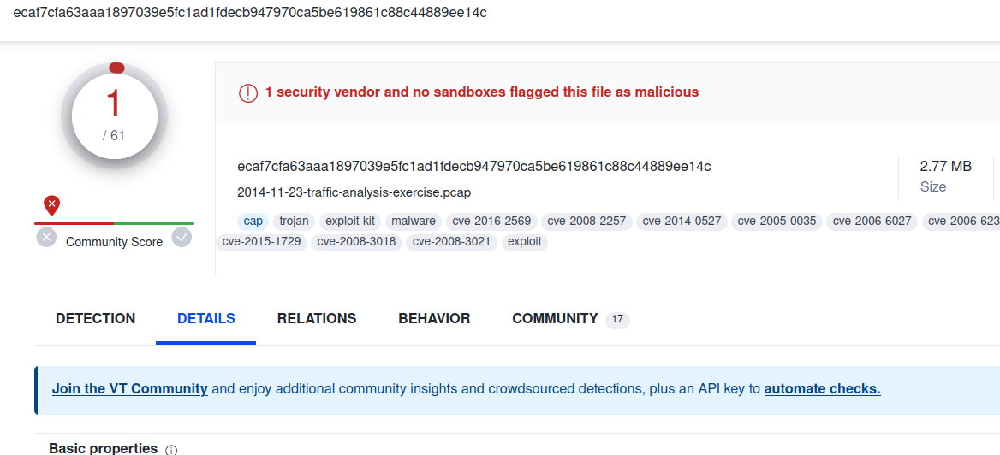 ecaf7cfa63aaa1897039e5fc1ad1fdecb947970ca5be619861c88c44889ee14c
1
/ 61
Community Score
1 security vendor and no sandboxes flagged this file as malicious
ecaf7cfa63aaa1897039e5fc1ad1fdecb947970ca5be619861c88c44889ee14c
2014-11-23-traffic-analysis-exercise.pcap
2.77 MB
Size
cap trojan exploit-kit malware cve-2016-2569 cve-2008-2257 cve-2014-0527 cve-2005-0035 cve-2006-6027 cve-2006-623
cve-2015-1729 cve-2008-3018 cve-2008-3021 exploit
DETECTION DETAILS RELATIONS BEHAVIOR COMMUNITY 17
Join the VT Community and enjoy additional community insights and crowdsourced detections, plus an API key to automate checks.
Basic properties